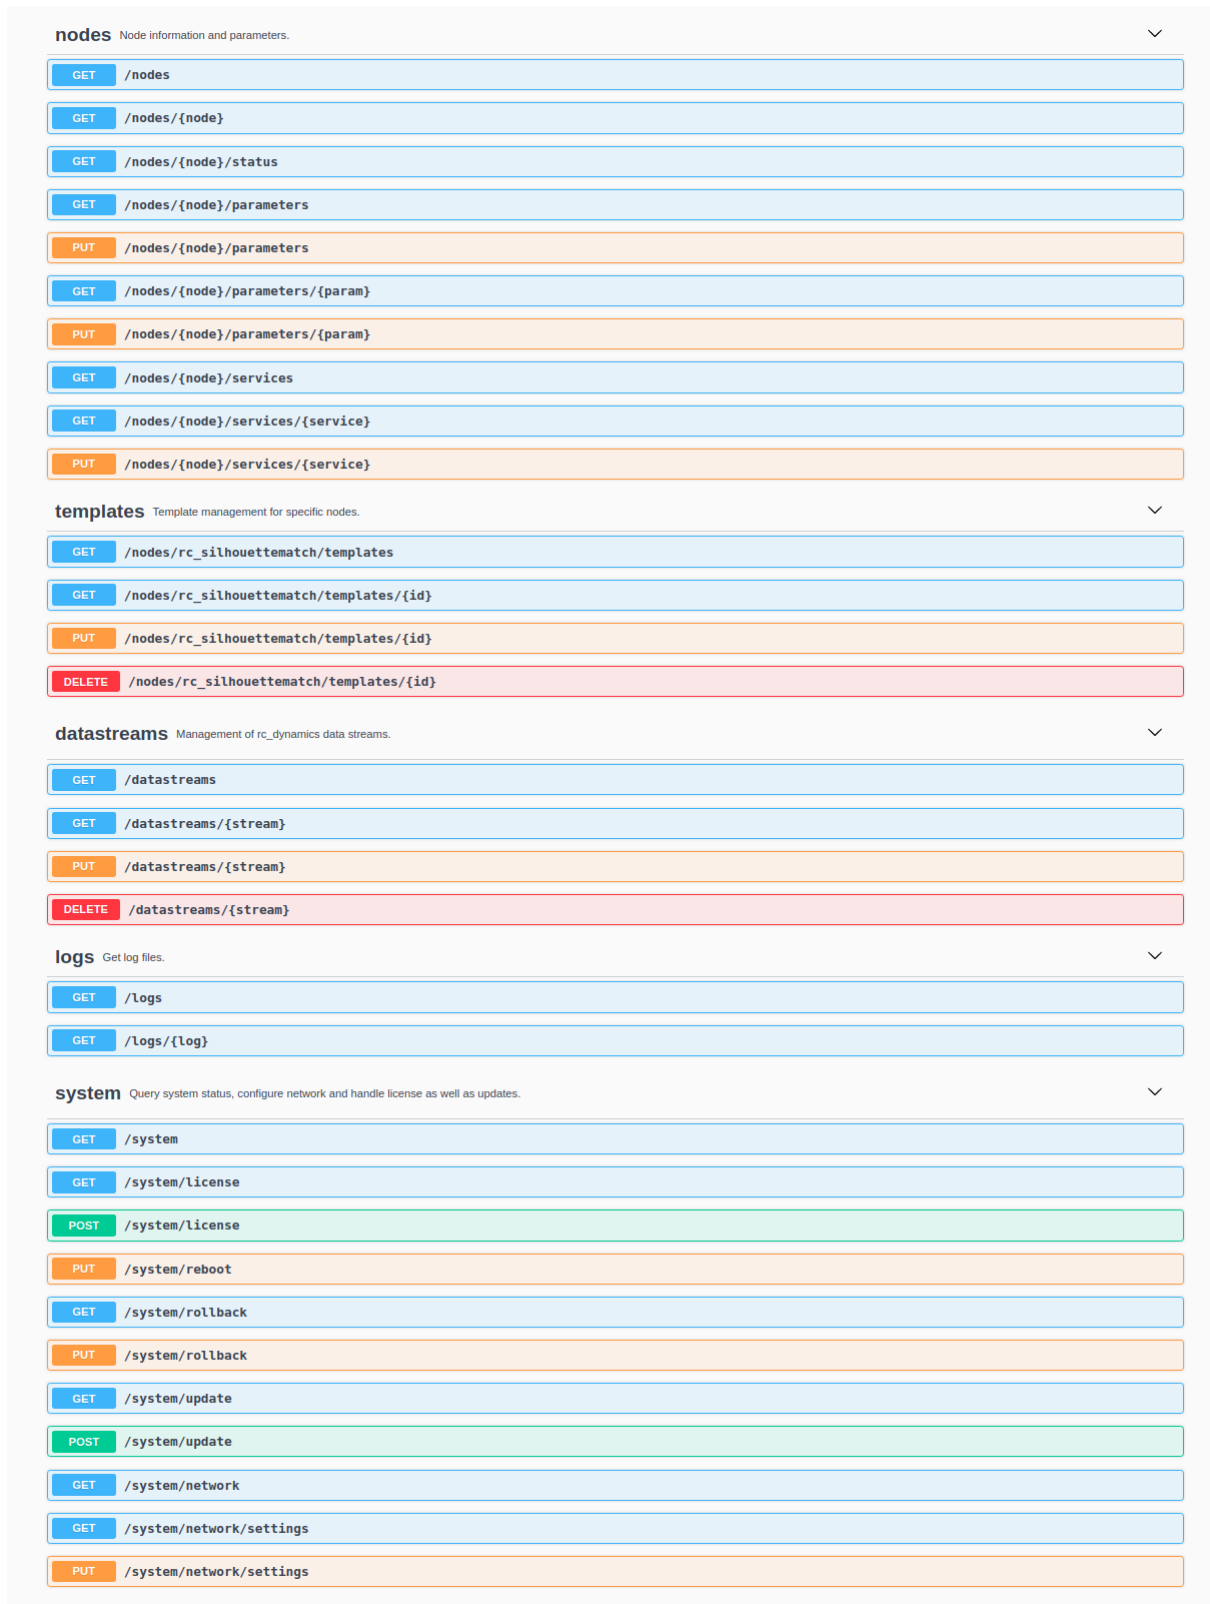 nodes Node information and parameters.
GET /nodes
GET /nodes/{node}
GET /nodes/{node}/status
GET /nodes/{node}/parameters
PUT /nodes/{node}/parameters
GET /nodes/{node}/parameters/{param}
PUT /nodes/{node}/parameters/{param}
GET /nodes/{node}/services
GET /nodes/{node}/services/{service}
PUT /nodes/{node}/services/{service}
templates Template management for specific nodes.
GET /nodes/rc_silhouettematch/templates
GET /nodes/rc_silhouettematch/templates/{id}
PUT /nodes/rc_silhouettematch/templates/{id}
DELETE /nodes/rc_silhouettematch/templates/{id}
datastreams Management of rc_dynamics data streams.
GET /datastreams
GET /datastreams/{stream}
PUT /datastreams/{stream}
DELETE /datastreams/{stream}
logs Get log files.
GET /logs
GET /logs/{log}
system Query system status, configure network and handle license as well as updates.
GET /system
GET /system/license
POST /system/license
PUT /system/reboot
GET /system/rollback
PUT /system/rollback
GET /system/update
POST /system/update
GET /system/network
GET /system/network/settings
PUT /system/network/settings